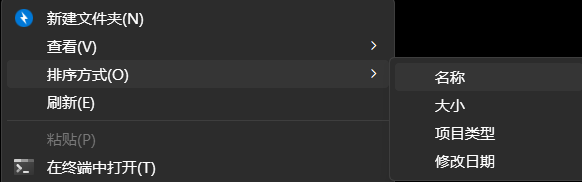 新建文件夹(N)
查看(V)
排序方式(O)
刷新(E)
粘贴(P)
在终端中打开(T)
名称
大小
项目类型
修改日期